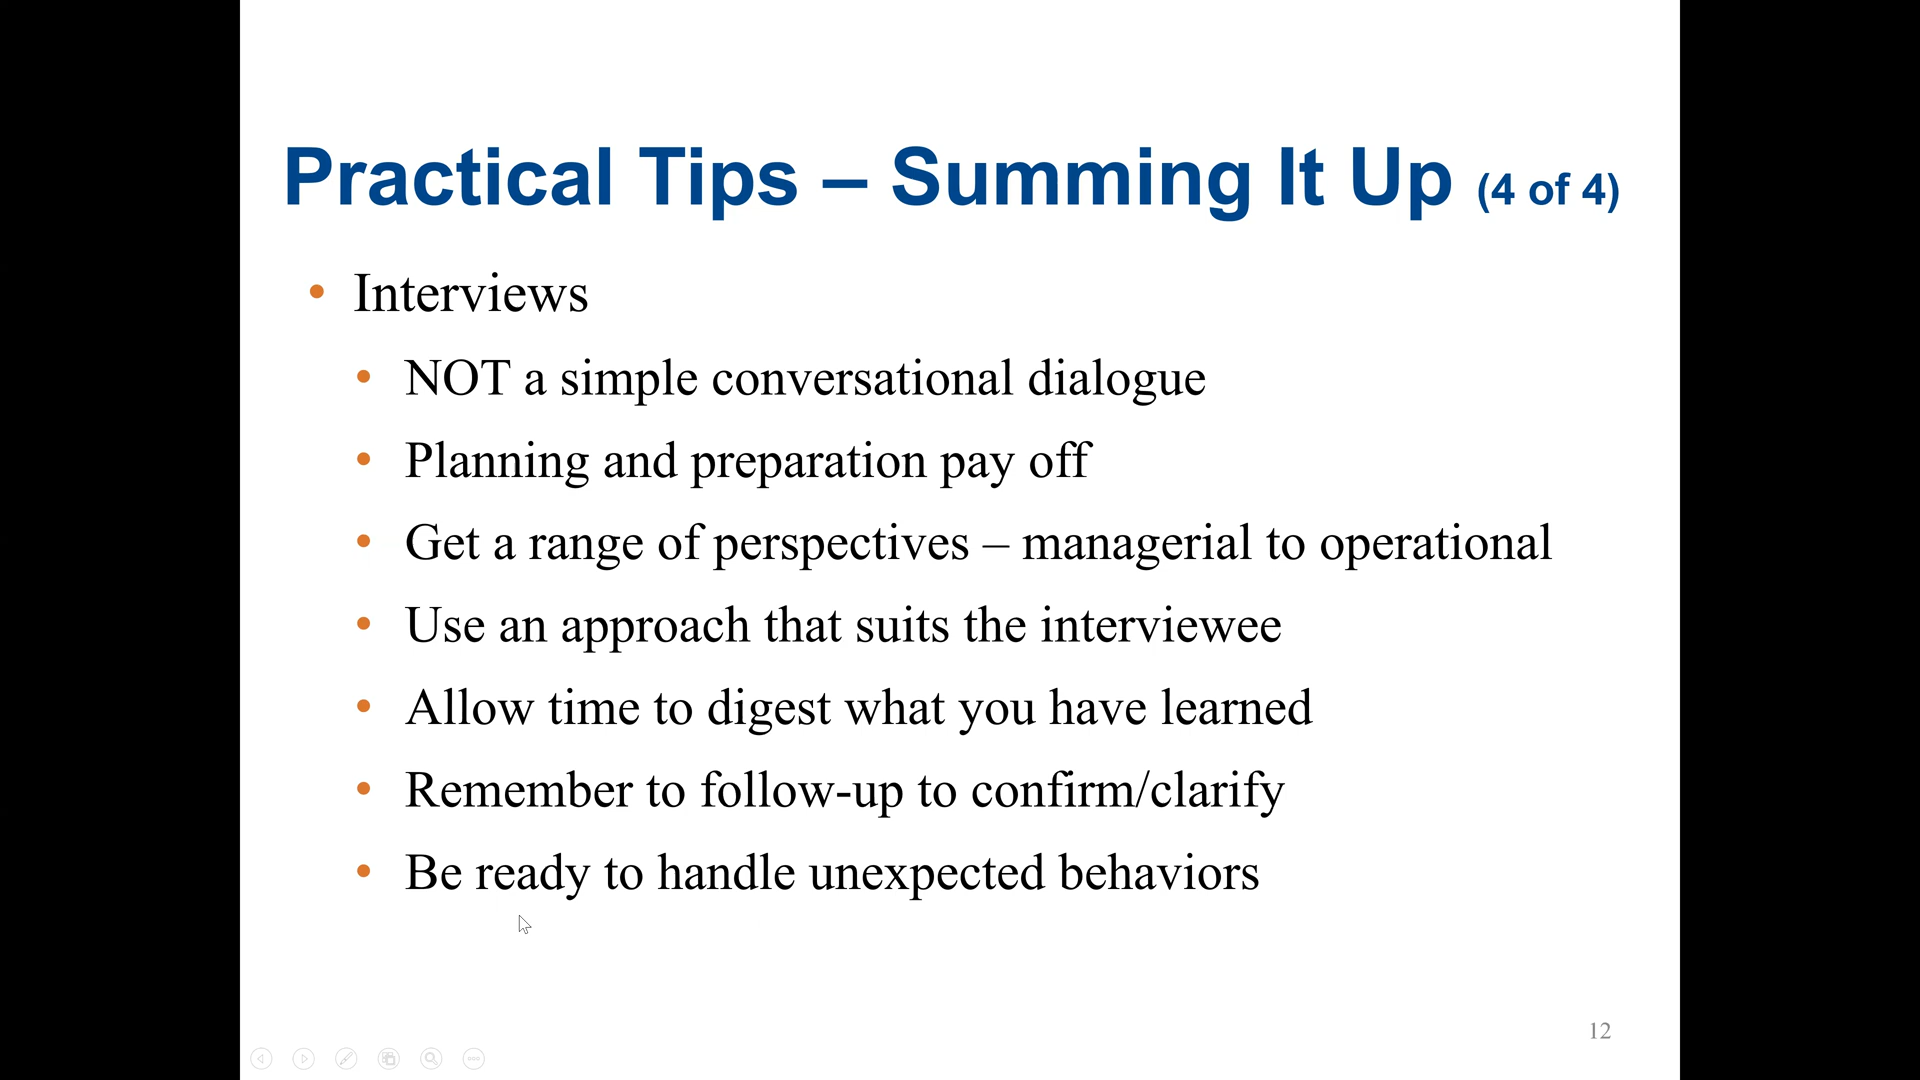 Practical Tips – Summing It Up (4 of 4)
• Interviews
• NOT a simple conversational dialogue
• Planning and preparation pay off
• Get a range of perspectives – managerial to operational
• Use an approach that suits the interviewee
• Allow time to digest what you have learned
• Remember to follow-up to confirm/clarify
• Be ready to handle unexpected behaviors
12